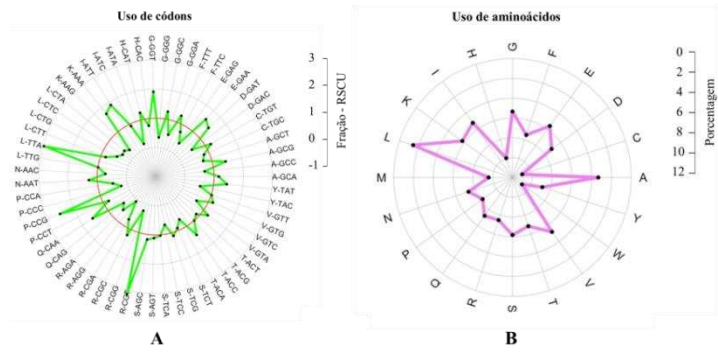 Uso de códons
Uso de aminoácidos
G-GGT
G-GGG
G-GGC
G-GGA
F-TTT
F-TTC
E-GAG
E-GAA
D-GAT
D-GAC
C-TGT
C-TGC
A-GCT
A-GCG
A-GCC
A-GCA
Y-TAT
Y-TAC
V-GTT
V-GTG
V-GTC
V-GTA
T-ACT
T-ACG
T-ACC
T-ACA
S-TCT
S-TCG
S-TCC
S-TCA
S-AGT
S-AGC
R-CGT
R-CGG
R-CGC
R-CGA
R-AGG
R-AGA
Q-CAG
Q-CAA
P-CCT
P-CCG
P-CCC
P-CCA
N-AAT
N-AAC
L-TTG
L-TTA
L-CTT
L-CTG
L-CTC
L-CTA
K-AAG
K-AAA
I-ATT
I-ATC
I-ATA
H-CAT
H-CAC
3
2
1
0
-1
Fração - RSCU
G
F
E
D
C
A
Y
W
V
T
S
R
Q
P
N
M
L
K
I
H
0
2
4
6
8
10
12
Porcentagem
A
B